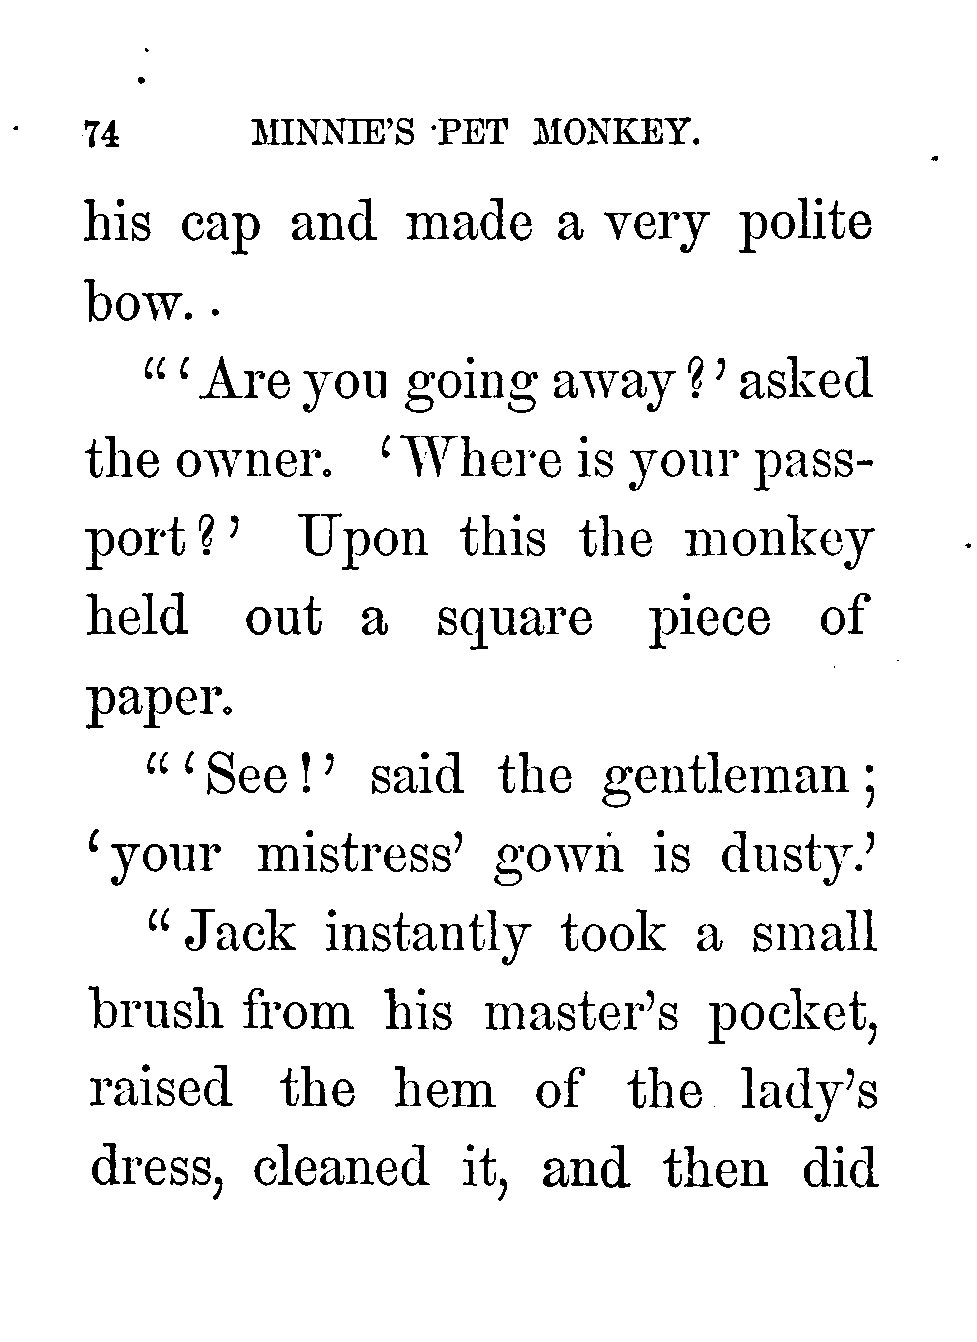 74 MINNIE'S PET MONKEY.
his cap and made a very polite
bow.
"'Are you going away?' asked
the owner. 'Where is your pass-
port?' Upon this the monkey
held out a square piece of
paper.
"'See!' said the gentleman;
'your mistress' gown is dusty.'
"Jack instantly took a small
brush from his master's pocket,
raised the hem of the lady's
dress, cleaned it, and then did